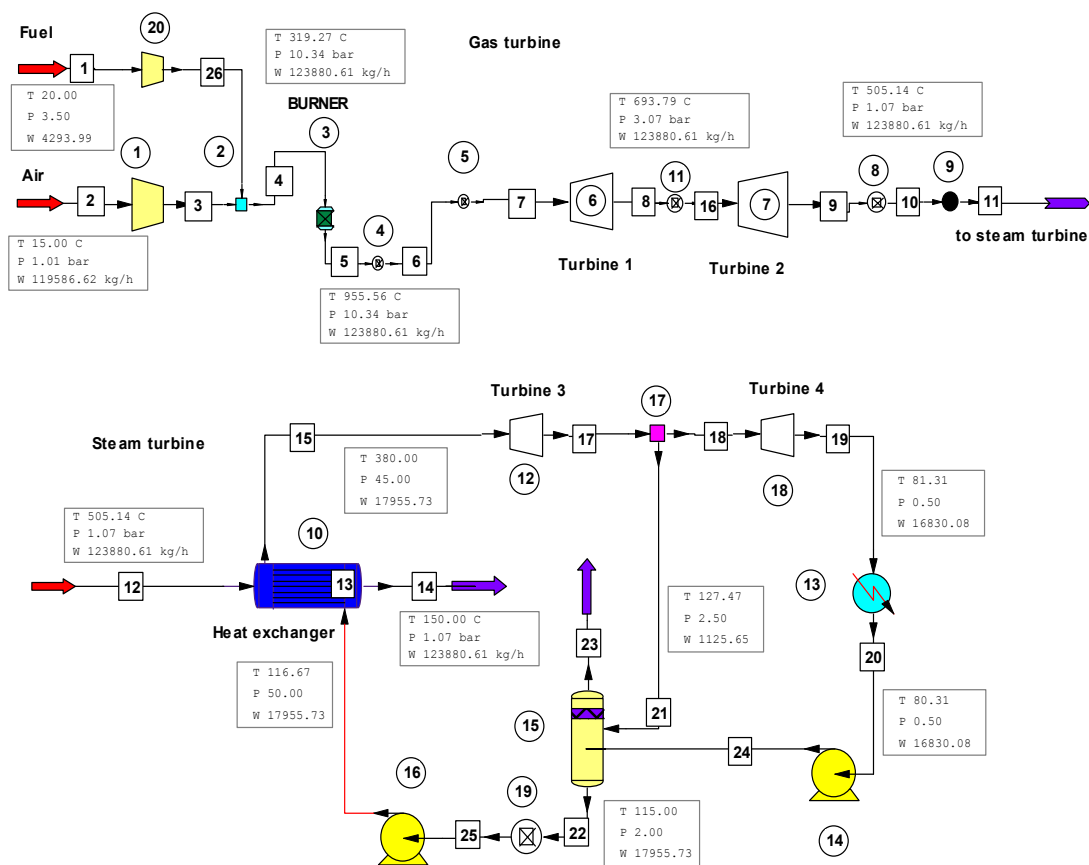 Fuel
20
T 319.27 C
P 10.34 bar
W 123880.61 kg/h
Gas turbine
1
26
T 20.00
P 3.50
W 4293.99
BURNER
3
T 693.79 C
P 3.07 bar
W 123880.61 kg/h
T 505.14 C
P 1.07 bar
W 123880.61 kg/h
1
2
Air
2
3
4
5
7
6
8
11
16
7
9
8
10
9
11
to steam turbine
T 15.00 C
P 1.01 bar
W 119586.62 kg/h
5
4
6
Turbine 1
Turbine 2
T 955.56 C
P 10.34 bar
W 123880.61 kg/h
Turbine 3
17
Turbine 4
Steam turbine
15
17
18
19
12
18
T 380.00
P 45.00
W 17955.73
T 81.31
P 0.50
W 16830.08
T 505.14 C
P 1.07 bar
W 123880.61 kg/h
10
12
13
14
13
Heat exchanger
T 150.00 C
P 1.07 bar
W 123880.61 kg/h
T 127.47
P 2.50
W 1125.65
23
20
T 116.67
P 50.00
W 17955.73
15
21
T 80.31
P 0.50
W 16830.08
24
16
19
25
22
T 115.00
P 2.00
W 17955.73
14